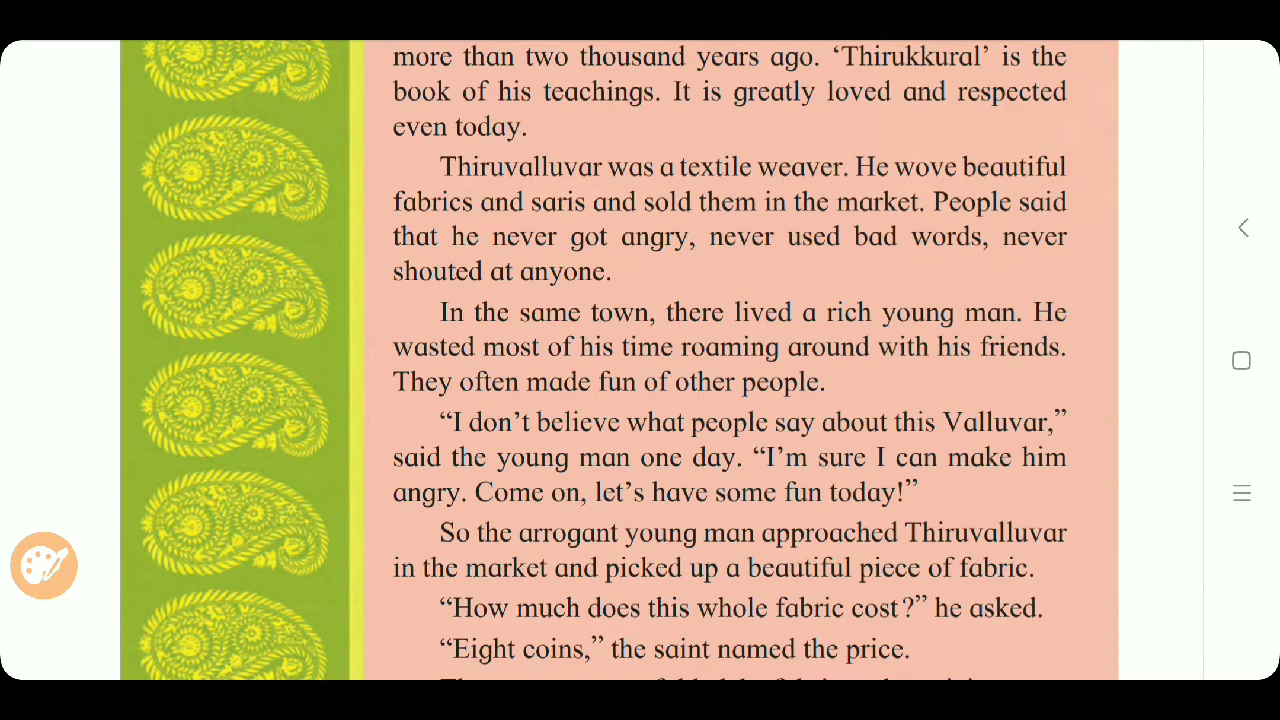 more than two thousand years ago. ‘Thirukkural’ is the
book of his teachings. It is greatly loved and respected
even today.
Thiruvalluvar was a textile weaver. He wove beautiful
fabrics and saris and sold them in the market. People said
that he never got angry, never used bad words, never
shouted at anyone.
In the same town, there lived a rich young man. He
wasted most of his time roaming around with his friends.
They often made fun of other people.
“I don’t believe what people say about this Valluvar,”
said the young man one day. “I’m sure I can make him
angry. Come on, let’s have some fun today!”
So the arrogant young man approached Thiruvalluvar
in the market and picked up a beautiful piece of fabric.
“How much does this whole fabric cost?” he asked.
“Eight coins,” the saint named the price.